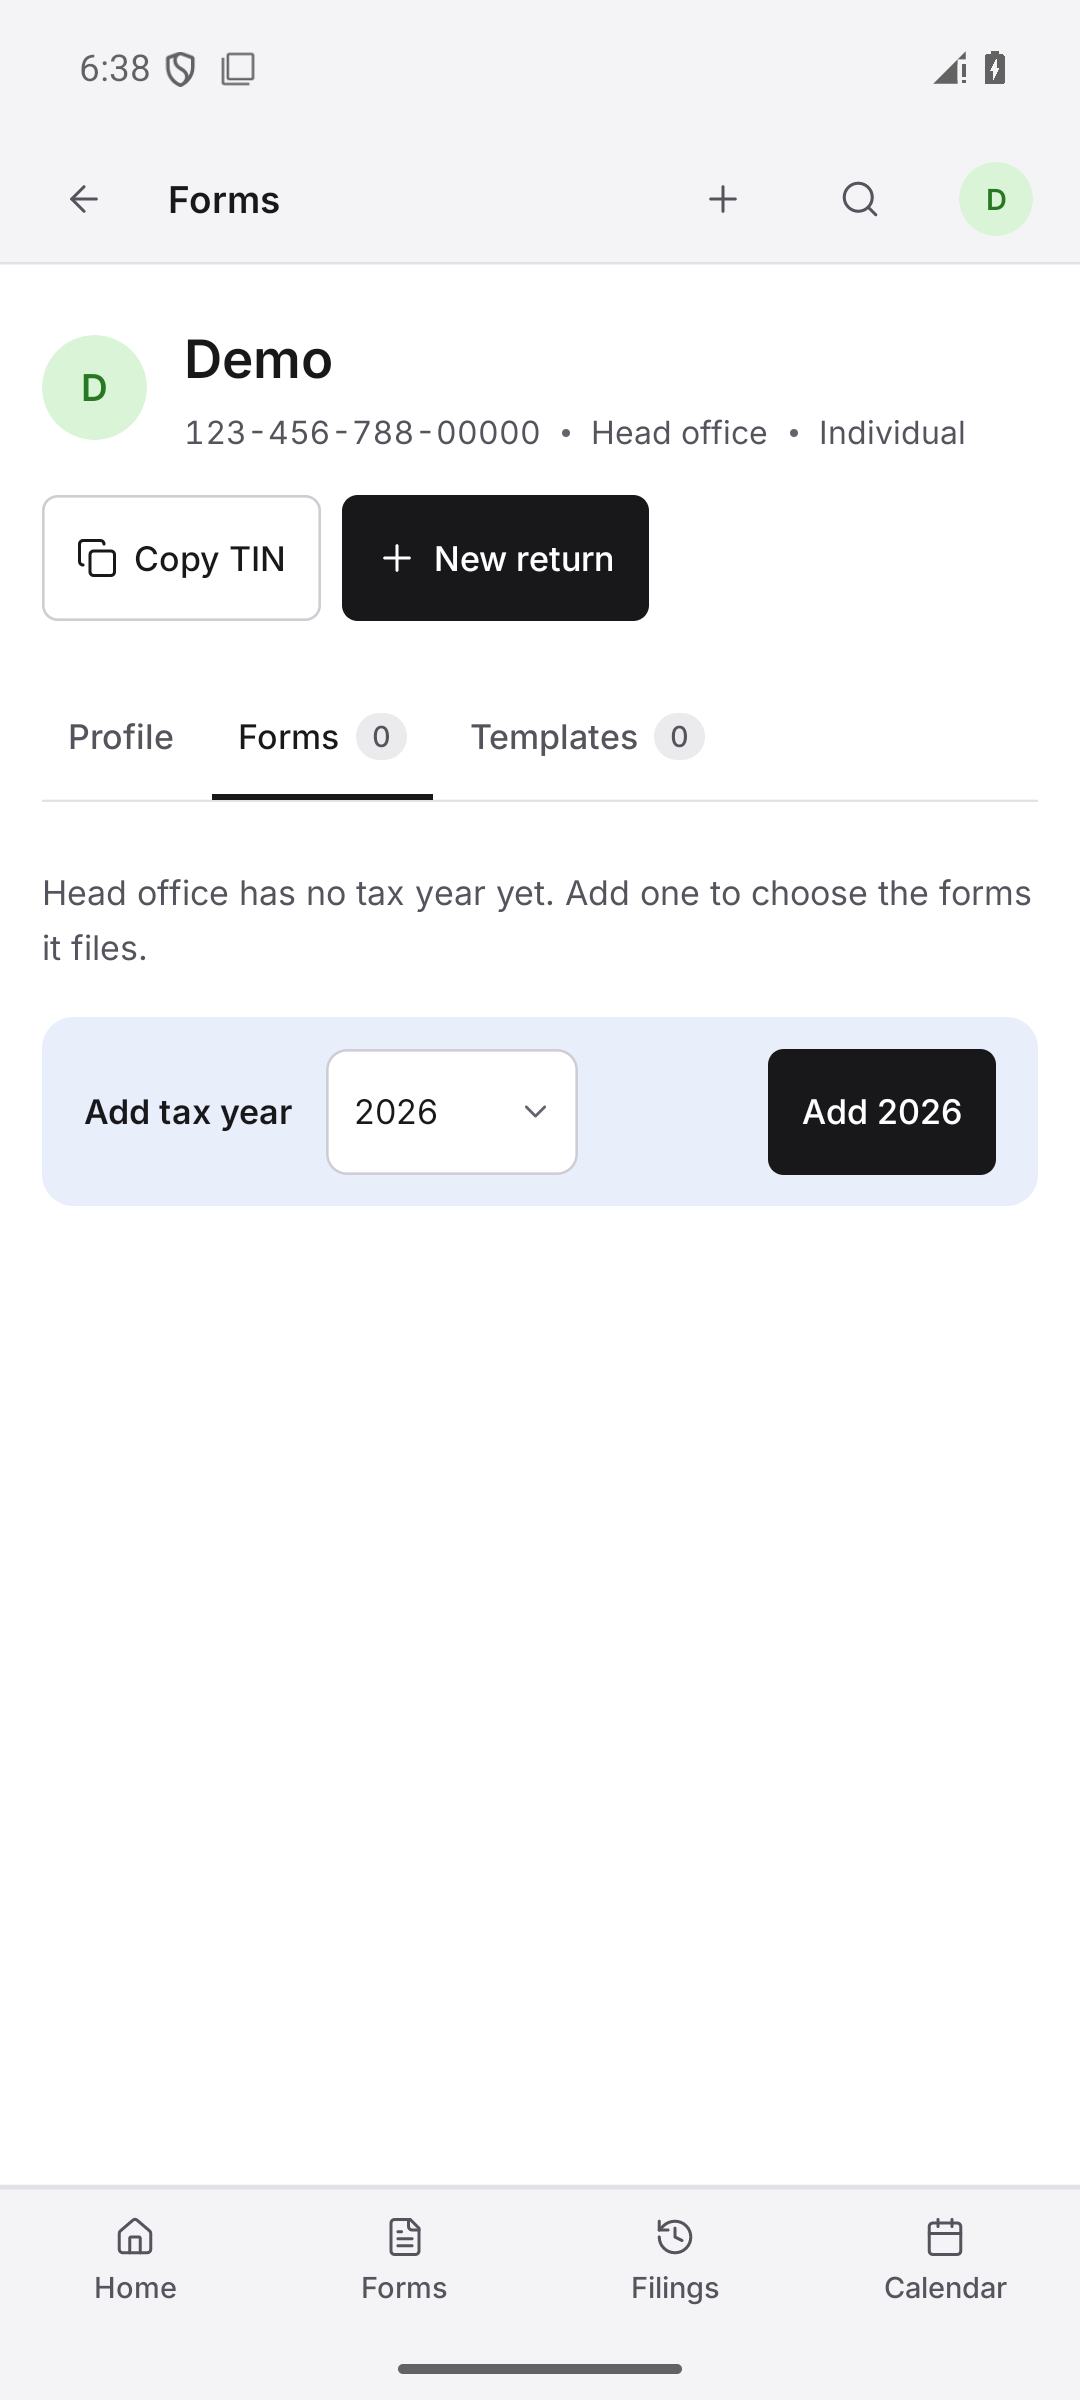 6:38
Forms
D
D
Demo
123-456-788-00000 • Head office • Individual
Copy TIN
New return
Profile
Forms 0
Templates 0
Head office has no tax year yet. Add one to choose the forms
it files.
Add tax year
2026
Add 2026
Home
Forms
Filings
Calendar